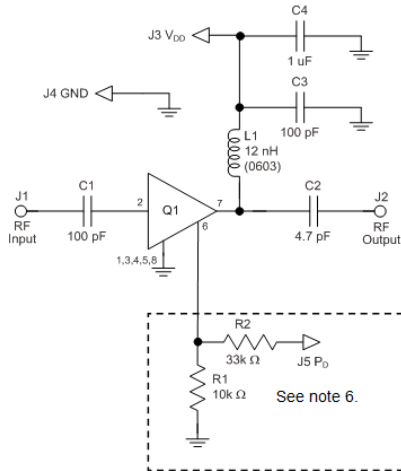 C4
J3 VDD
1 uF
J4 GND
C3
100 pF
L1
12 nH
(0603)
J1
RF
Input
C1
100 pF
2
Q1
7
6
1,3,4,5,8
C2
4.7 pF
J2
RF
Output
R2
33k Ω
J5 PD
R1
10k Ω
See note 6.